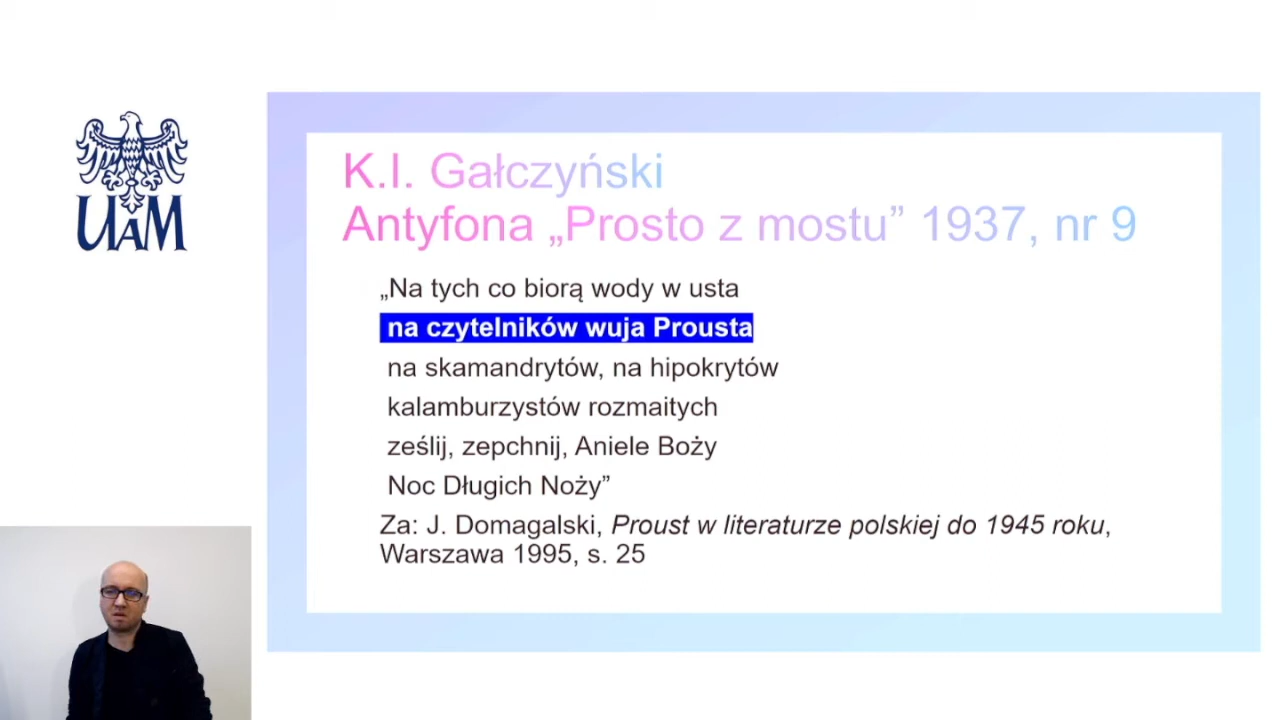 UAM
K.I. Gałczyński
Antyfona „Prosto z mostu” 1937, nr 9
„Na tych co biorą wody w usta
na czytelników wuja Prousta
na skamandrytów, na hipokrytów
kalamburzystów rozmaitych
ześlij, zepchnij, Aniele Boży
Noc Długich Noży”
Za: J. Domagalski, Proust w literaturze polskiej do 1945 roku,
Warszawa 1995, s. 25